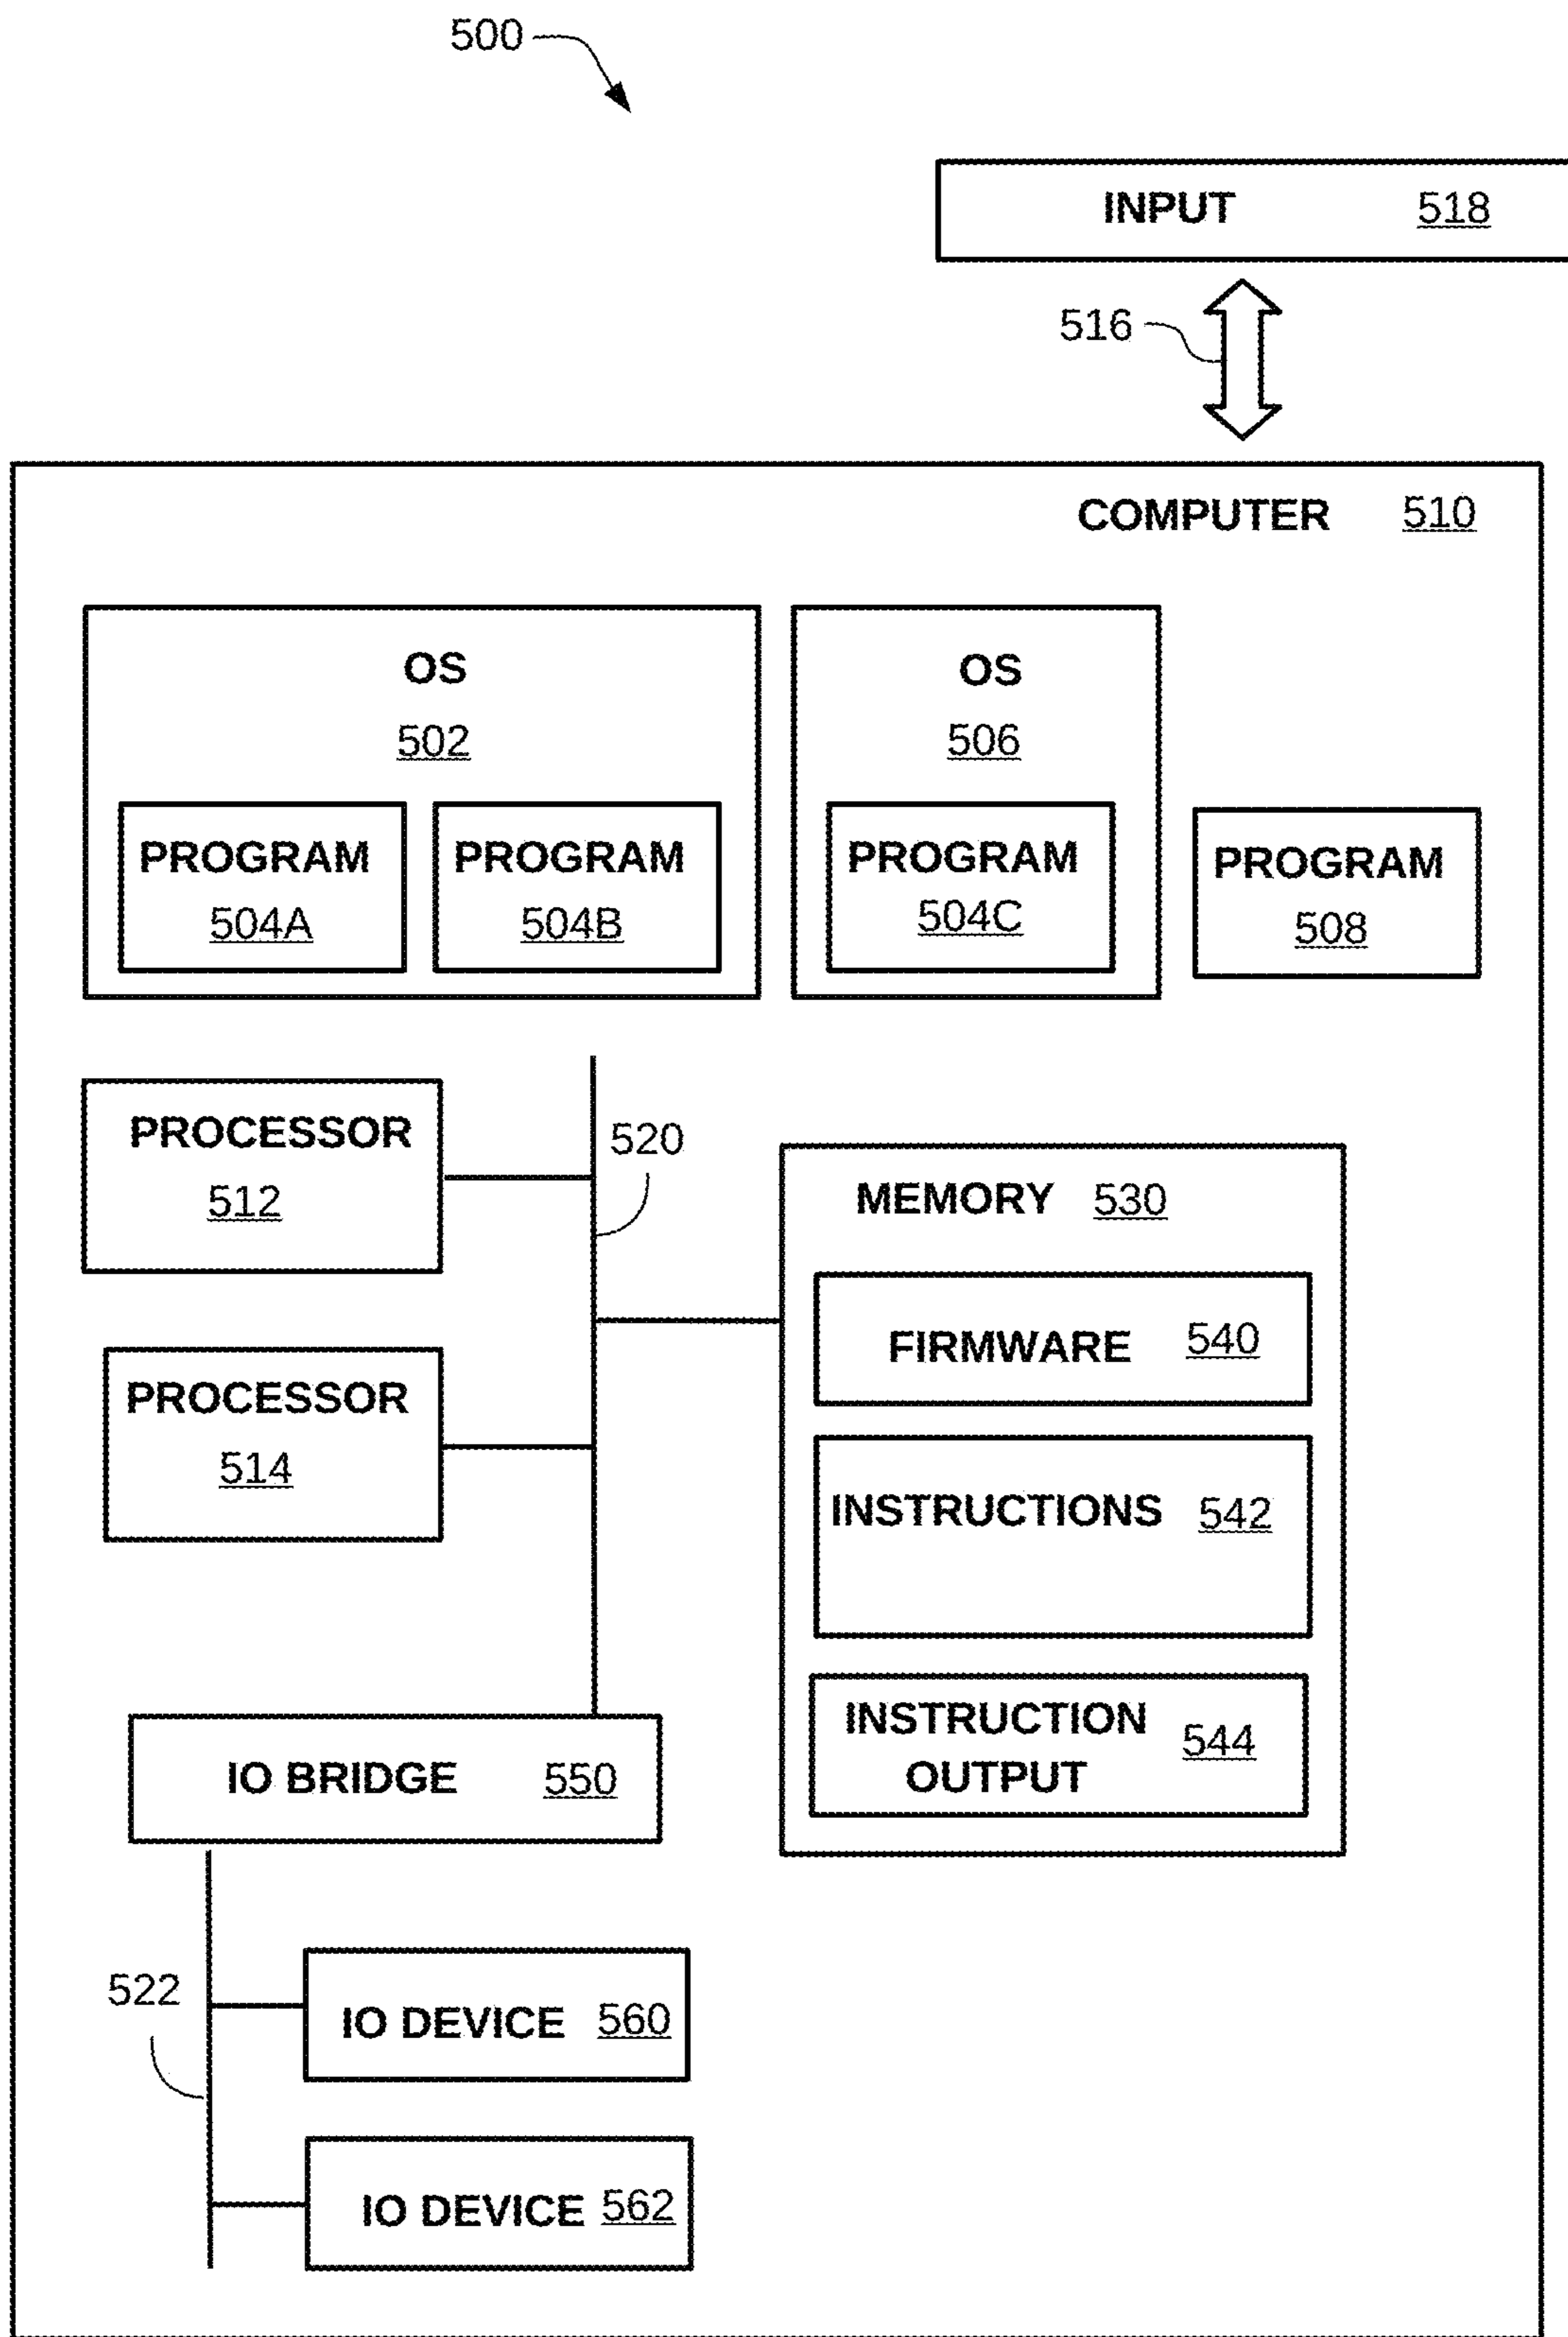 500
INPUT 518
516
COMPUTER 510
OS
502
PROGRAM
504A
PROGRAM
504B
OS
506
PROGRAM
504C
PROGRAM
508
PROCESSOR
512
520
MEMORY 530
FIRMWARE 540
PROCESSOR
514
INSTRUCTIONS 542
INSTRUCTION
OUTPUT
544
IO BRIDGE 550
522
IO DEVICE 560
IO DEVICE 562